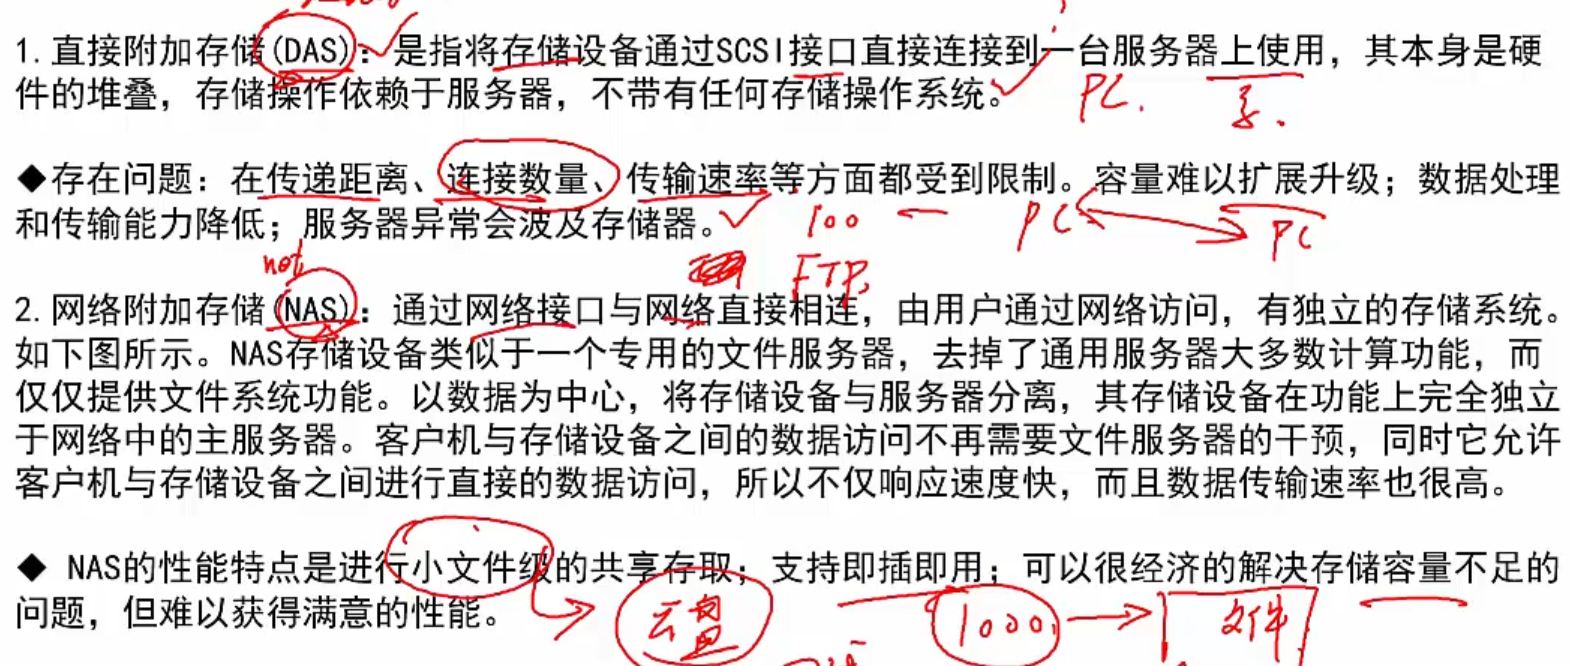 1. 直接附加存储(DAS)：是指将存储设备通过SCSI接口直接连接到一台服务器上使用，其本身是硬
件的堆叠，存储操作依赖于服务器，不带有任何存储操作系统。
PC.
◆存在问题：在传递距离、连接数量、传输速率等方面都受到限制。容量难以扩展升级；数据处理
和传输能力降低；服务器异常会波及存储器。
100
PC
PC
net
FTP,
2. 网络附加存储(NAS)：通过网络接口与网络直接相连，由用户通过网络访问，有独立的存储系统。
如下图所示。NAS存储设备类似于一个专用的文件服务器，去掉了通用服务器大多数计算功能，而
仅仅提供文件系统功能。以数据为中心，将存储设备与服务器分离，其存储设备在功能上完全独立
于网络中的主服务器。客户机与存储设备之间的数据访问不再需要文件服务器的干预，同时它允许
客户机与存储设备之间进行直接的数据访问，所以不仅响应速度快，而且数据传输速率也很高。
◆ NAS的性能特点是进行小文件级的共享存取；支持即插即用；可以很经济的解决存储容量不足的
问题，但难以获得满意的性能。
云盘
1000
文件